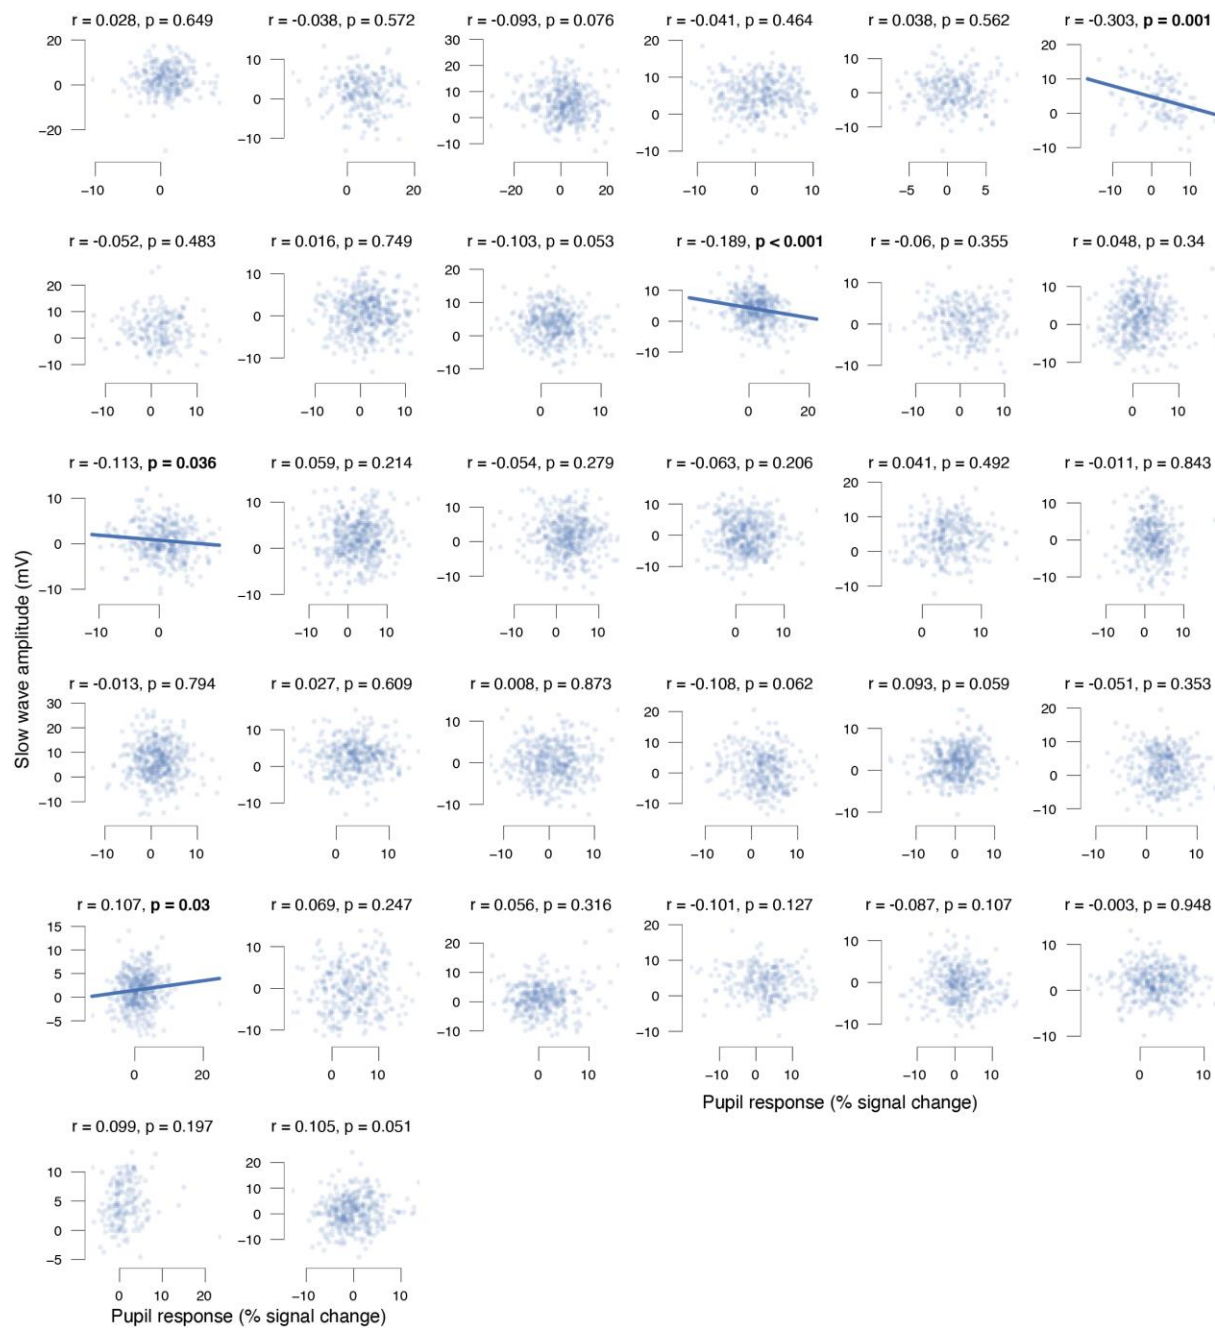 r = 0.028, p = 0.649 r = -0.038, p = 0.572 r = -0.093, p = 0.076 r = -0.041, p = 0.464 r = 0.038, p = 0.562 r = -0.303, p = 0.001
20 0 −20 −10 0
10 0 −10 0 20
30 20 10 0 −10 −20 0 20
20 10 0 −10 −10 0 10
10 0 −10 −5 0 5
20 10 0 −10 −10 0 10
r = -0.052, p = 0.483 r = 0.016, p = 0.749 r = -0.103, p = 0.053 r = -0.189, p < 0.001 r = -0.06, p = 0.355 r = 0.048, p = 0.34
20 10 0 −10 −10 0 10
10 0 −10 −10 0 10
20 10 0 −10 0 10
10 0 −10 0 20
10 0 −10 −10 0 10
10 0 −10 0 10
Slow wave amplitude (mV)
r = -0.113, p = 0.036 r = 0.059, p = 0.214 r = -0.054, p = 0.279 r = -0.063, p = 0.206 r = 0.041, p = 0.492 r = -0.011, p = 0.843
10 0 −10 −10 0
10 5 0 −5 −10 −10 0 10
10 0 −10 −10 0 10
10 0 −10 0 10
20 10 0 −10 0 10
10 0 −10 −10 0 10
r = -0.013, p = 0.794 r = 0.027, p = 0.609 r = 0.008, p = 0.873 r = -0.108, p = 0.062 r = 0.093, p = 0.059 r = -0.051, p = 0.353
30 20 10 0 −10 −10 0 10
10 0 −10 0 10
10 0 −10 −10 0 10
20 10 0 −10 −10 0 10
10 0 −10 −10 0 10
20 10 0 −10 −10 0 10
r = 0.107, p = 0.03 r = 0.069, p = 0.247 r = 0.056, p = 0.316 r = -0.101, p = 0.127 r = -0.087, p = 0.107 r = -0.003, p = 0.948
15 10 5 0 −5 0 20
10 5 0 −5 −10 0 10
20 10 0 −10 0 10
20 10 0 −10 −10 0 10
10 0 −10 −10 0 10
10 0 −10 0 10
Pupil response (% signal change)
r = 0.099, p = 0.197 r = 0.105, p = 0.051
10 5 0 −5 0 10 20
20 10 0 −10 −10 0 10
Pupil response (% signal change)